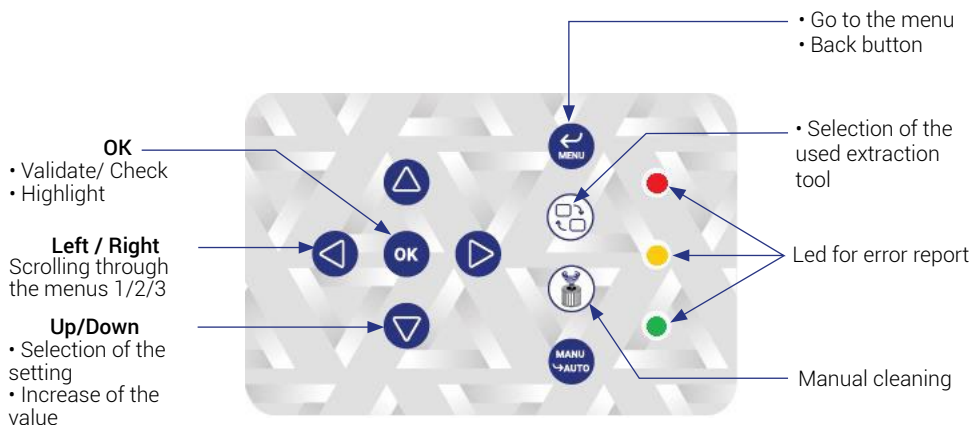 • Go to the menu
• Back button
OK
• Validate/ Check
• Highlight
Left / Right
Scrolling through
the menus 1/2/3
Up/Down
• Selection of the
setting
• Increase of the
value
MENU
OK
MANU
AUTO
• Selection of the
used extraction
tool
Led for error report
Manual cleaning